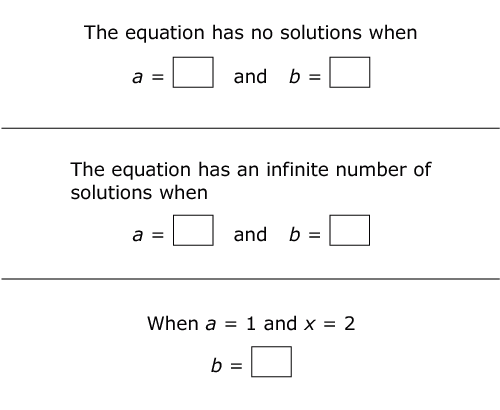 The equation has no solutions when
a = and b =
The equation has an infinite number of
solutions when
a = and b =
When a = 1 and x = 2
b =